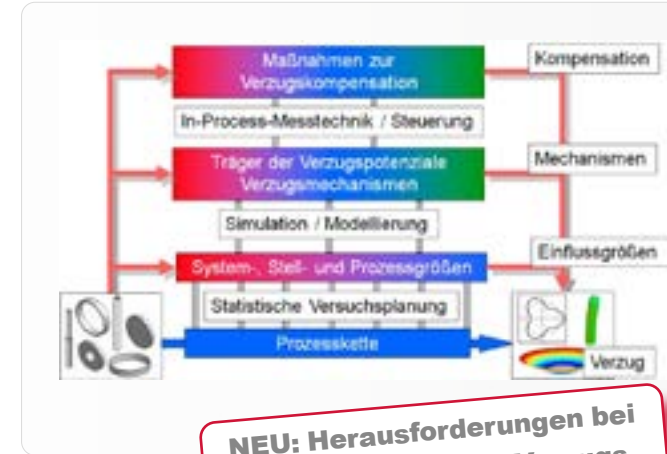 Maßnahmen zur
Verzugskompensation
Kompensation
In-Process-Messtechnik / Steuerung
Träger der Verzugspotenziale
Verzugsmechanismen
Mechanismen
Simulation / Modellierung
Einflussgrößen
System-, Stell- und Prozessgrößen
Statistische Versuchsplanung
Prozesskette
Verzug
NEU: Herausforderungen bei